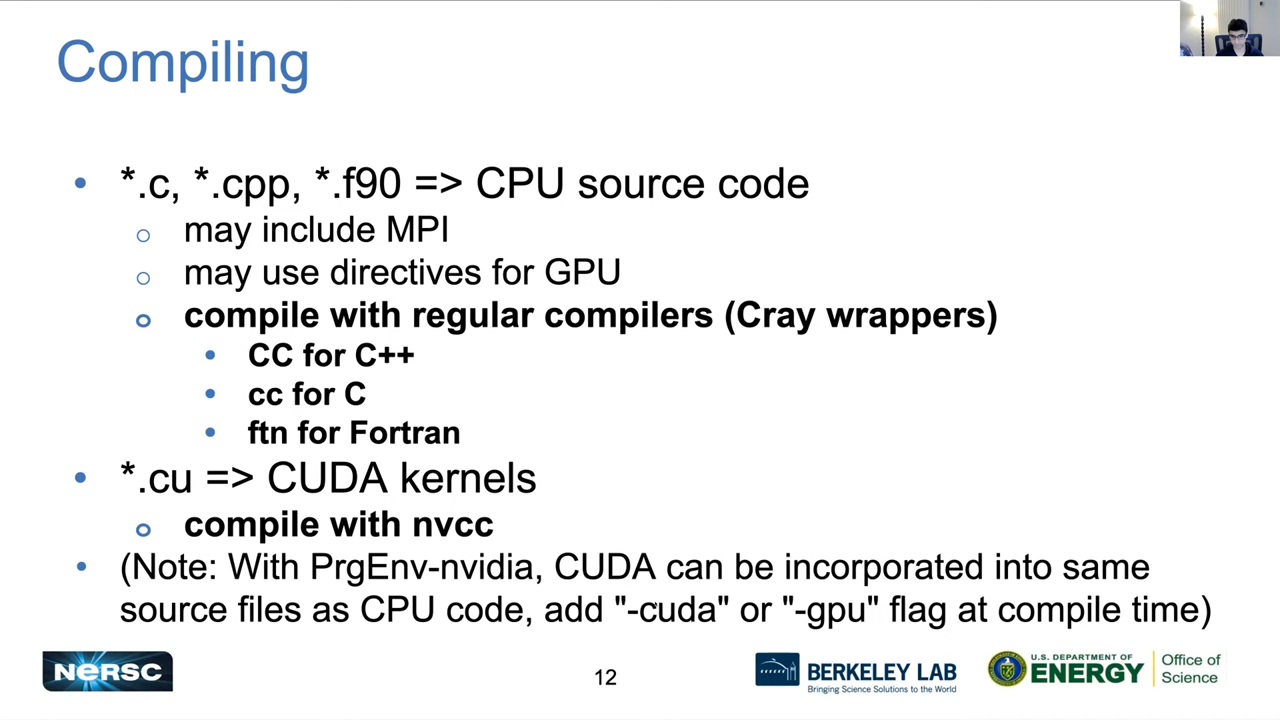 Compiling
• *.c, *.cpp, *.f90 => CPU source code
○ may include MPI
○ may use directives for GPU
○ compile with regular compilers (Cray wrappers)
• CC for C++
• cc for C
• ftn for Fortran
• *.cu => CUDA kernels
○ compile with nvcc
• (Note: With PrgEnv-nvidia, CUDA can be incorporated into same
source files as CPU code, add "-cuda" or "-gpu" flag at compile time)
NERSC
12
BERKELEY LAB
Bringing Science Solutions to the World
U.S. DEPARTMENT OF
ENERGY
Office of
Science